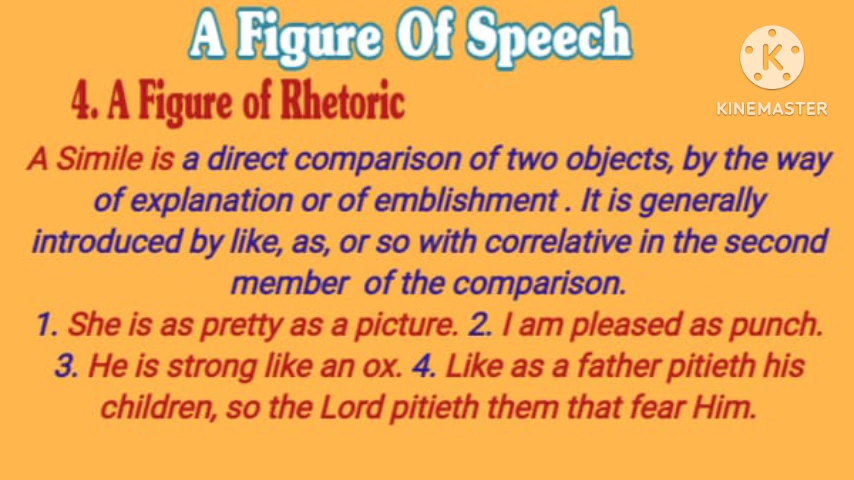 A Figure Of Speech
K
KINEMASTER
4. A Figure of Rhetoric
A Simile is a direct comparison of two objects, by the way
of explanation or of emblishment . It is generally
introduced by like, as, or so with correlative in the second
member of the comparison.
1. She is as pretty as a picture. 2. I am pleased as punch.
3. He is strong like an ox. 4. Like as a father pitieth his
children, so the Lord pitieth them that fear Him.